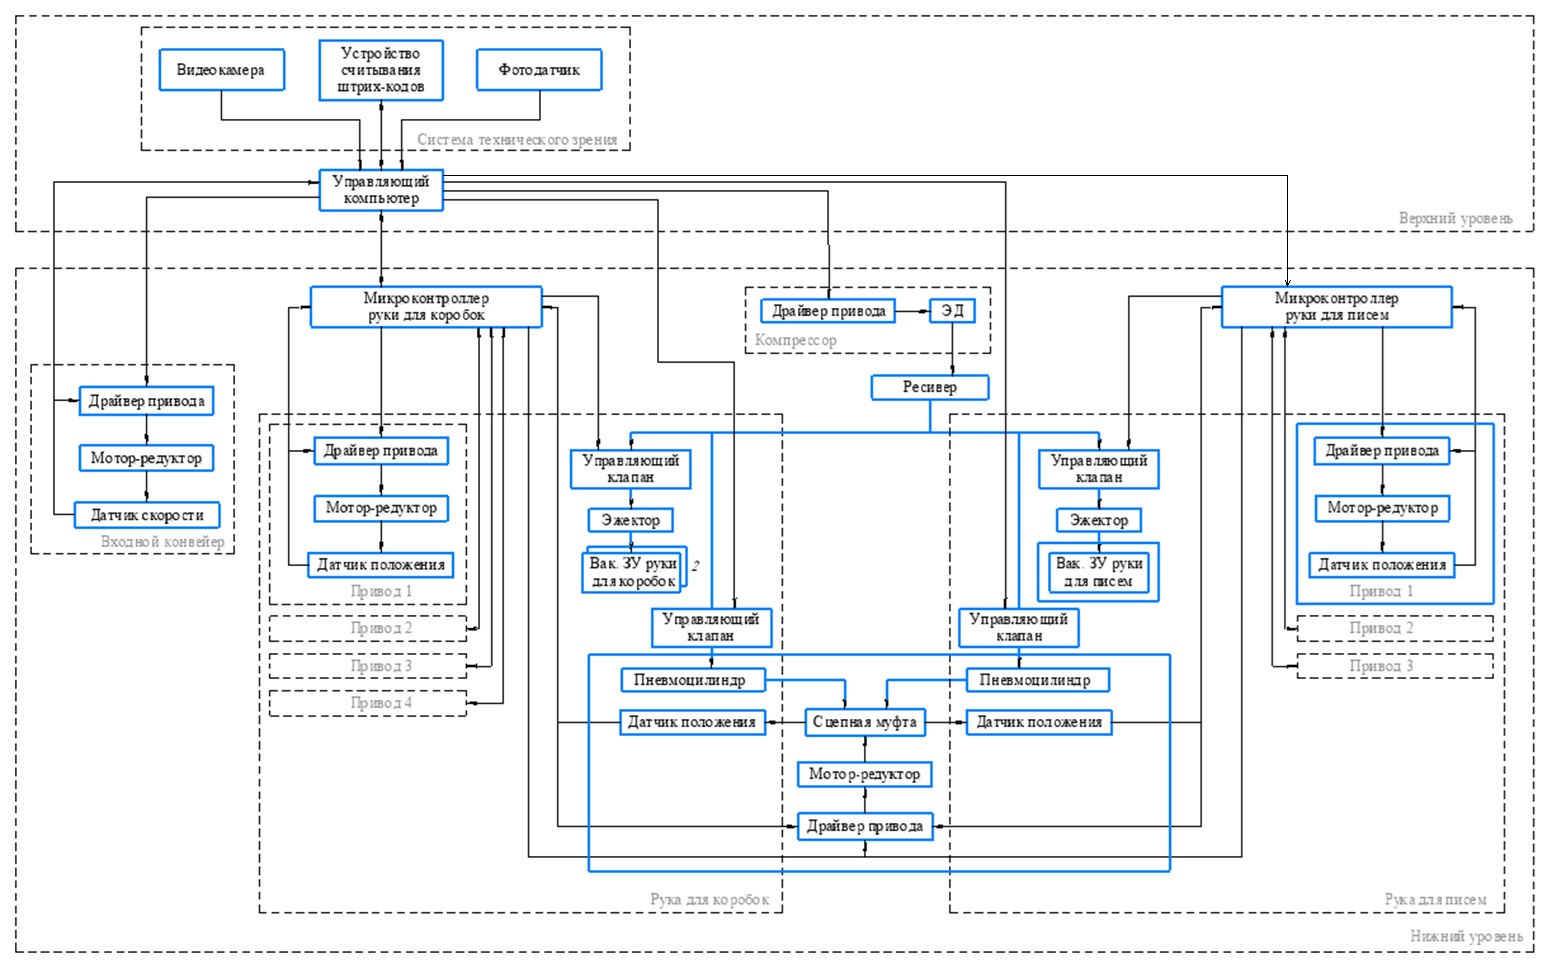 Видеокамера
Устройство
считывания
штрих-кодов
Фотодатчик
Система технического зрения
Управляющий
компьютер
Верхний уровень
Микроконтроллер
руки для коробок
Драйвер привода
ЭД
Компрессор
Микроконтроллер
руки для писем
Ресивер
Драйвер привода
Мотор-редуктор
Датчик скорости
Входной конвейер
Драйвер привода
Мотор-редуктор
Датчик положения
Привод 1
Привод 2
Привод 3
Привод 4
Управляющий
клапан
Эжектор
Вак. ЗУ руки
для коробок
2
Управляющий
клапан
Управляющий
клапан
Эжектор
Вак. ЗУ руки
для писем
Управляющий
клапан
Драйвер привода
Мотор-редуктор
Датчик положения
Привод 1
Привод 2
Привод 3
Пневмоцилиндр
Пневмоцилиндр
Датчик положения
Сцепная муфта
Датчик положения
Мотор-редуктор
Драйвер привода
Рука для коробок
Рука для писем
Нижний уровень